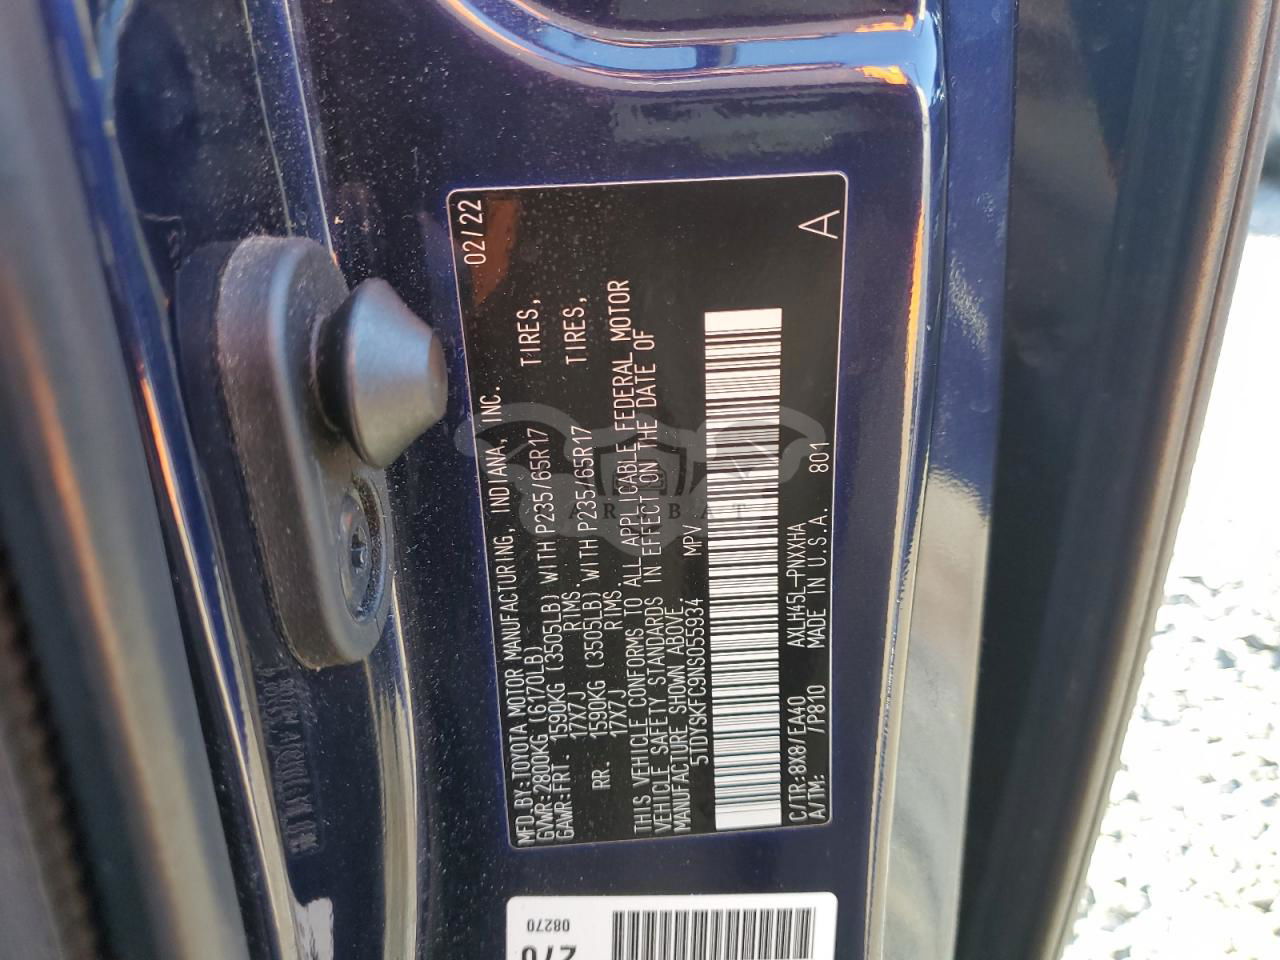 MFD.BY:TOYOTA MOTOR MANUFACTURING, INDIANA, INC. 02/22
GVWR:2800KG (6170LB)
GAWR:FRT. 1590KG (3505LB) WITH P235/65R17 TIRES,
17X7J RIMS.
RR. 1590KG (3505LB) WITH P235/65R17 TIRES,
17X7J RIMS.
THIS VEHICLE CONFORMS TO ALL APPLICABLE FEDERAL MOTOR
VEHICLE SAFETY STANDARDS IN EFFECT ON THE DATE OF
MANUFACTURE SHOWN ABOVE.
5TDYSKFC9NS055934 MPV
C/TR:8X8/EA40 AXLH45L-PNXXHA
A/TM: /P810 MADE IN U.S.A. 801
A
08270
270